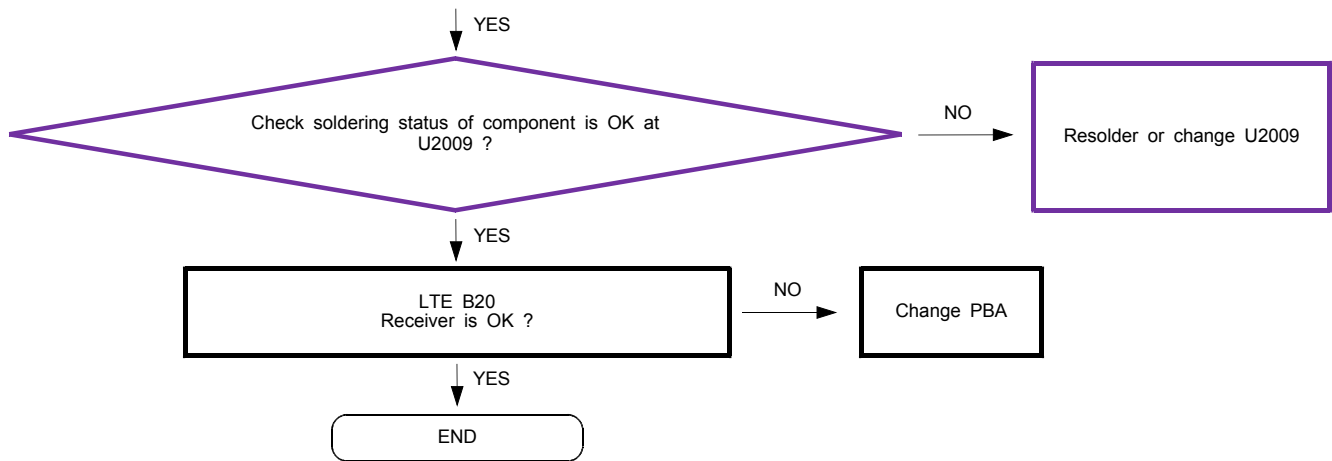 YES
Check soldering status of component is OK at
U2009 ?
NO
Resolder or change U2009
YES
LTE B20
Receiver is OK ?
NO
Change PBA
YES
END